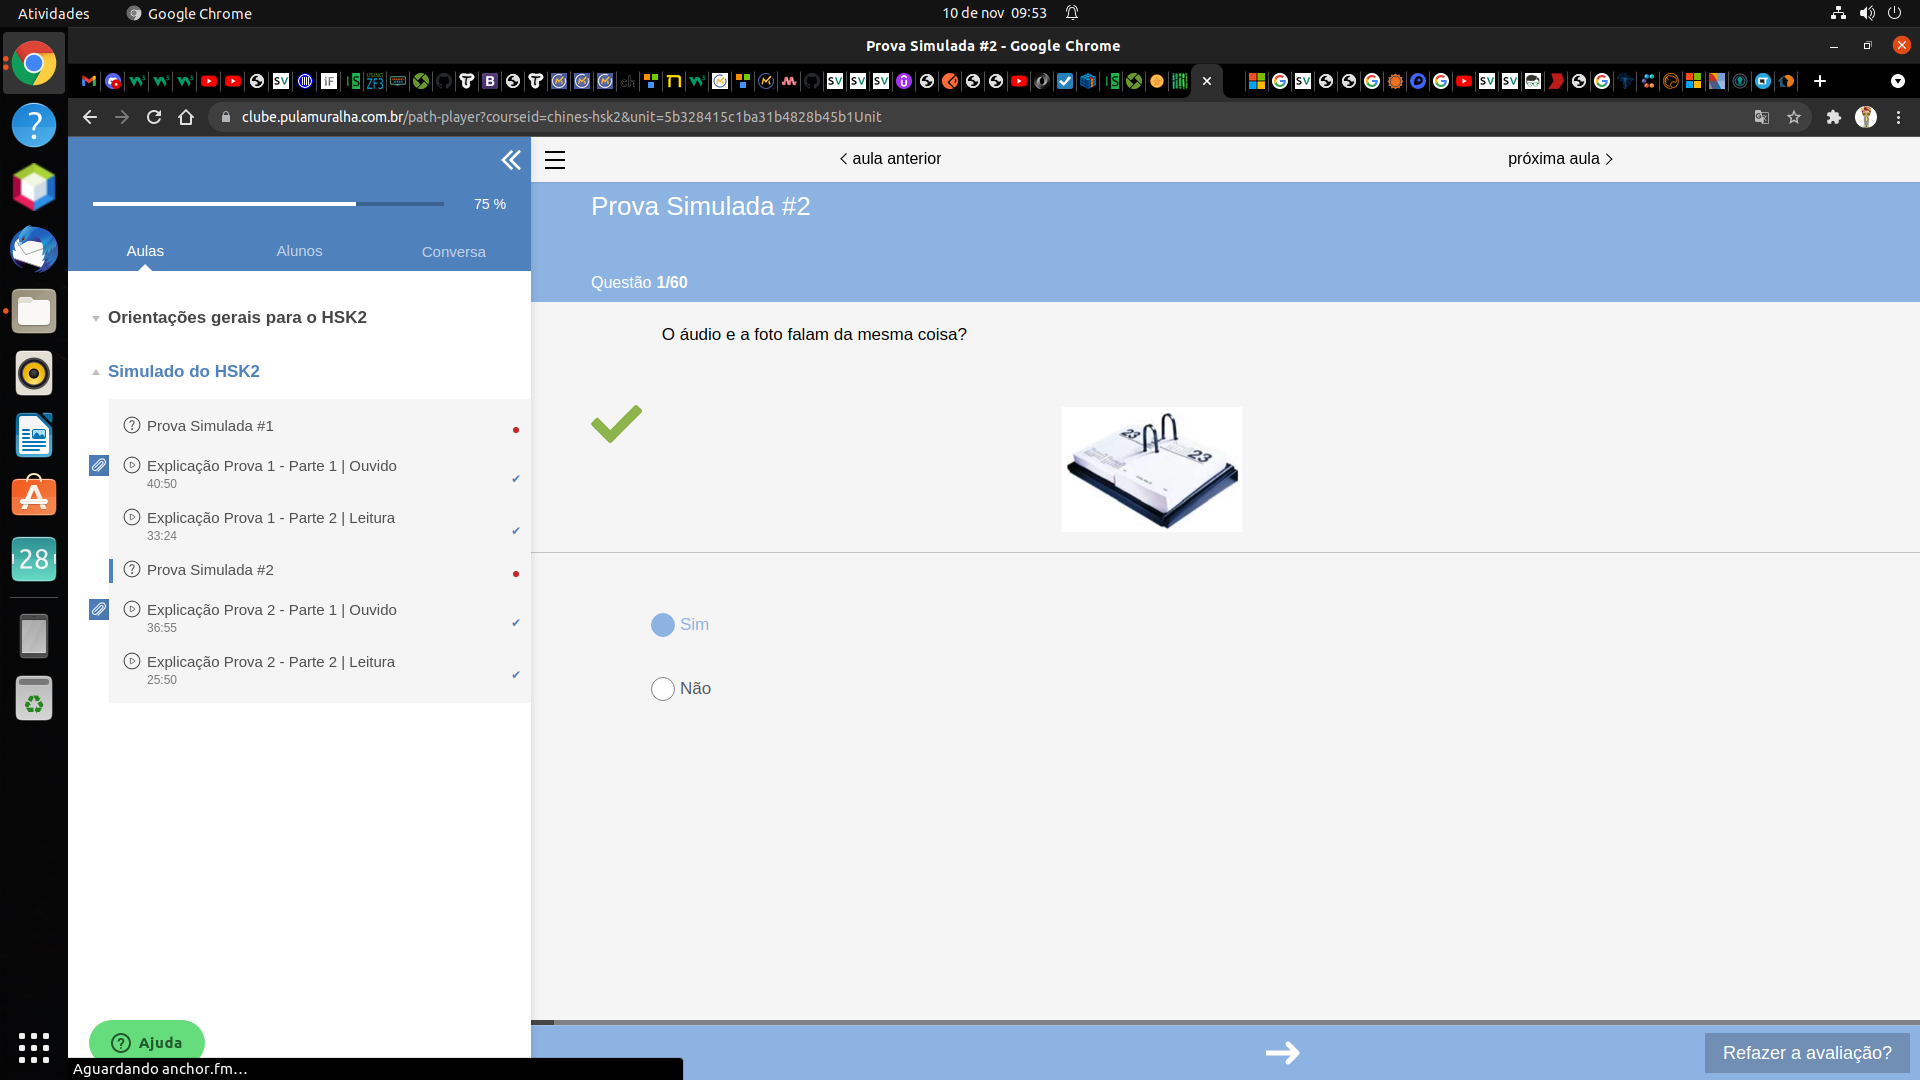 Atividades
Google Chrome
10 de nov 09:53
Prova Simulada #2 - Google Chrome
clube.pulamuralha.com.br/path-player?courseid=chines-hsk2&unit=5b328415c1ba31b4828b45b1Unit
aula anterior
próxima aula
75 %
Aulas
Alunos
Conversa
Prova Simulada #2
Questão 1/60
Orientações gerais para o HSK2
O áudio e a foto falam da mesma coisa?
Simulado do HSK2
Prova Simulada #1
Explicação Prova 1 - Parte 1 | Ouvido
40:50
Explicação Prova 1 - Parte 2 | Leitura
33:24
Prova Simulada #2
Explicação Prova 2 - Parte 1 | Ouvido
36:55
Explicação Prova 2 - Parte 2 | Leitura
25:50
23
23
28
Sim
Não
Ajuda
Aguardando anchor.fm...
Refazer a avaliação?